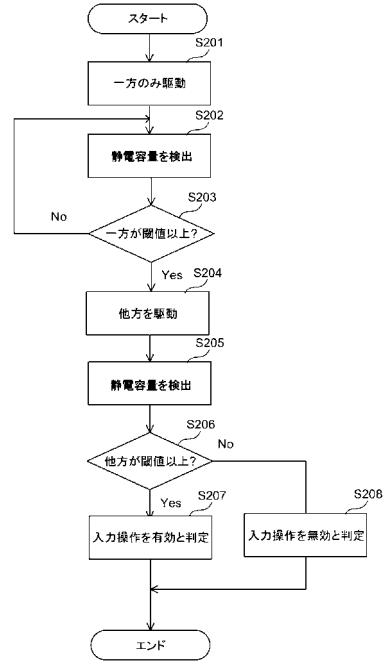 スタート
S201
一方のみ駆動
S202
静電容量を検出
S203
一方が閾値以上?
No
Yes
S204
他方を駆動
S205
静電容量を検出
S206
他方が閾値以上?
No
Yes
S207
入力操作を有効と判定
S208
入力操作を無効と判定
エンド